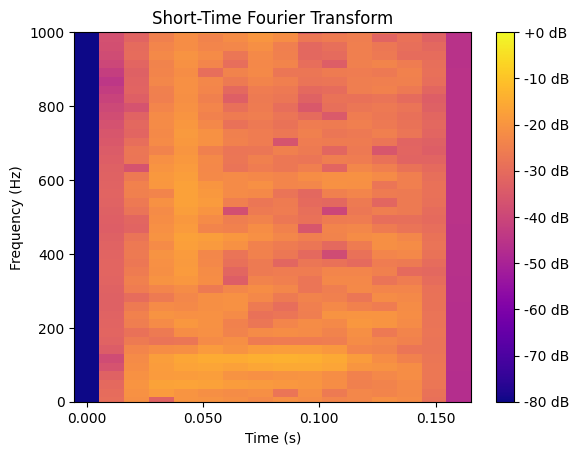 Short-Time Fourier Transform
1000
800
600
400
200
0
Frequency (Hz)
0.000
0.050
0.100
0.150
Time (s)
+0 dB
-10 dB
-20 dB
-30 dB
-40 dB
-50 dB
-60 dB
-70 dB
-80 dB